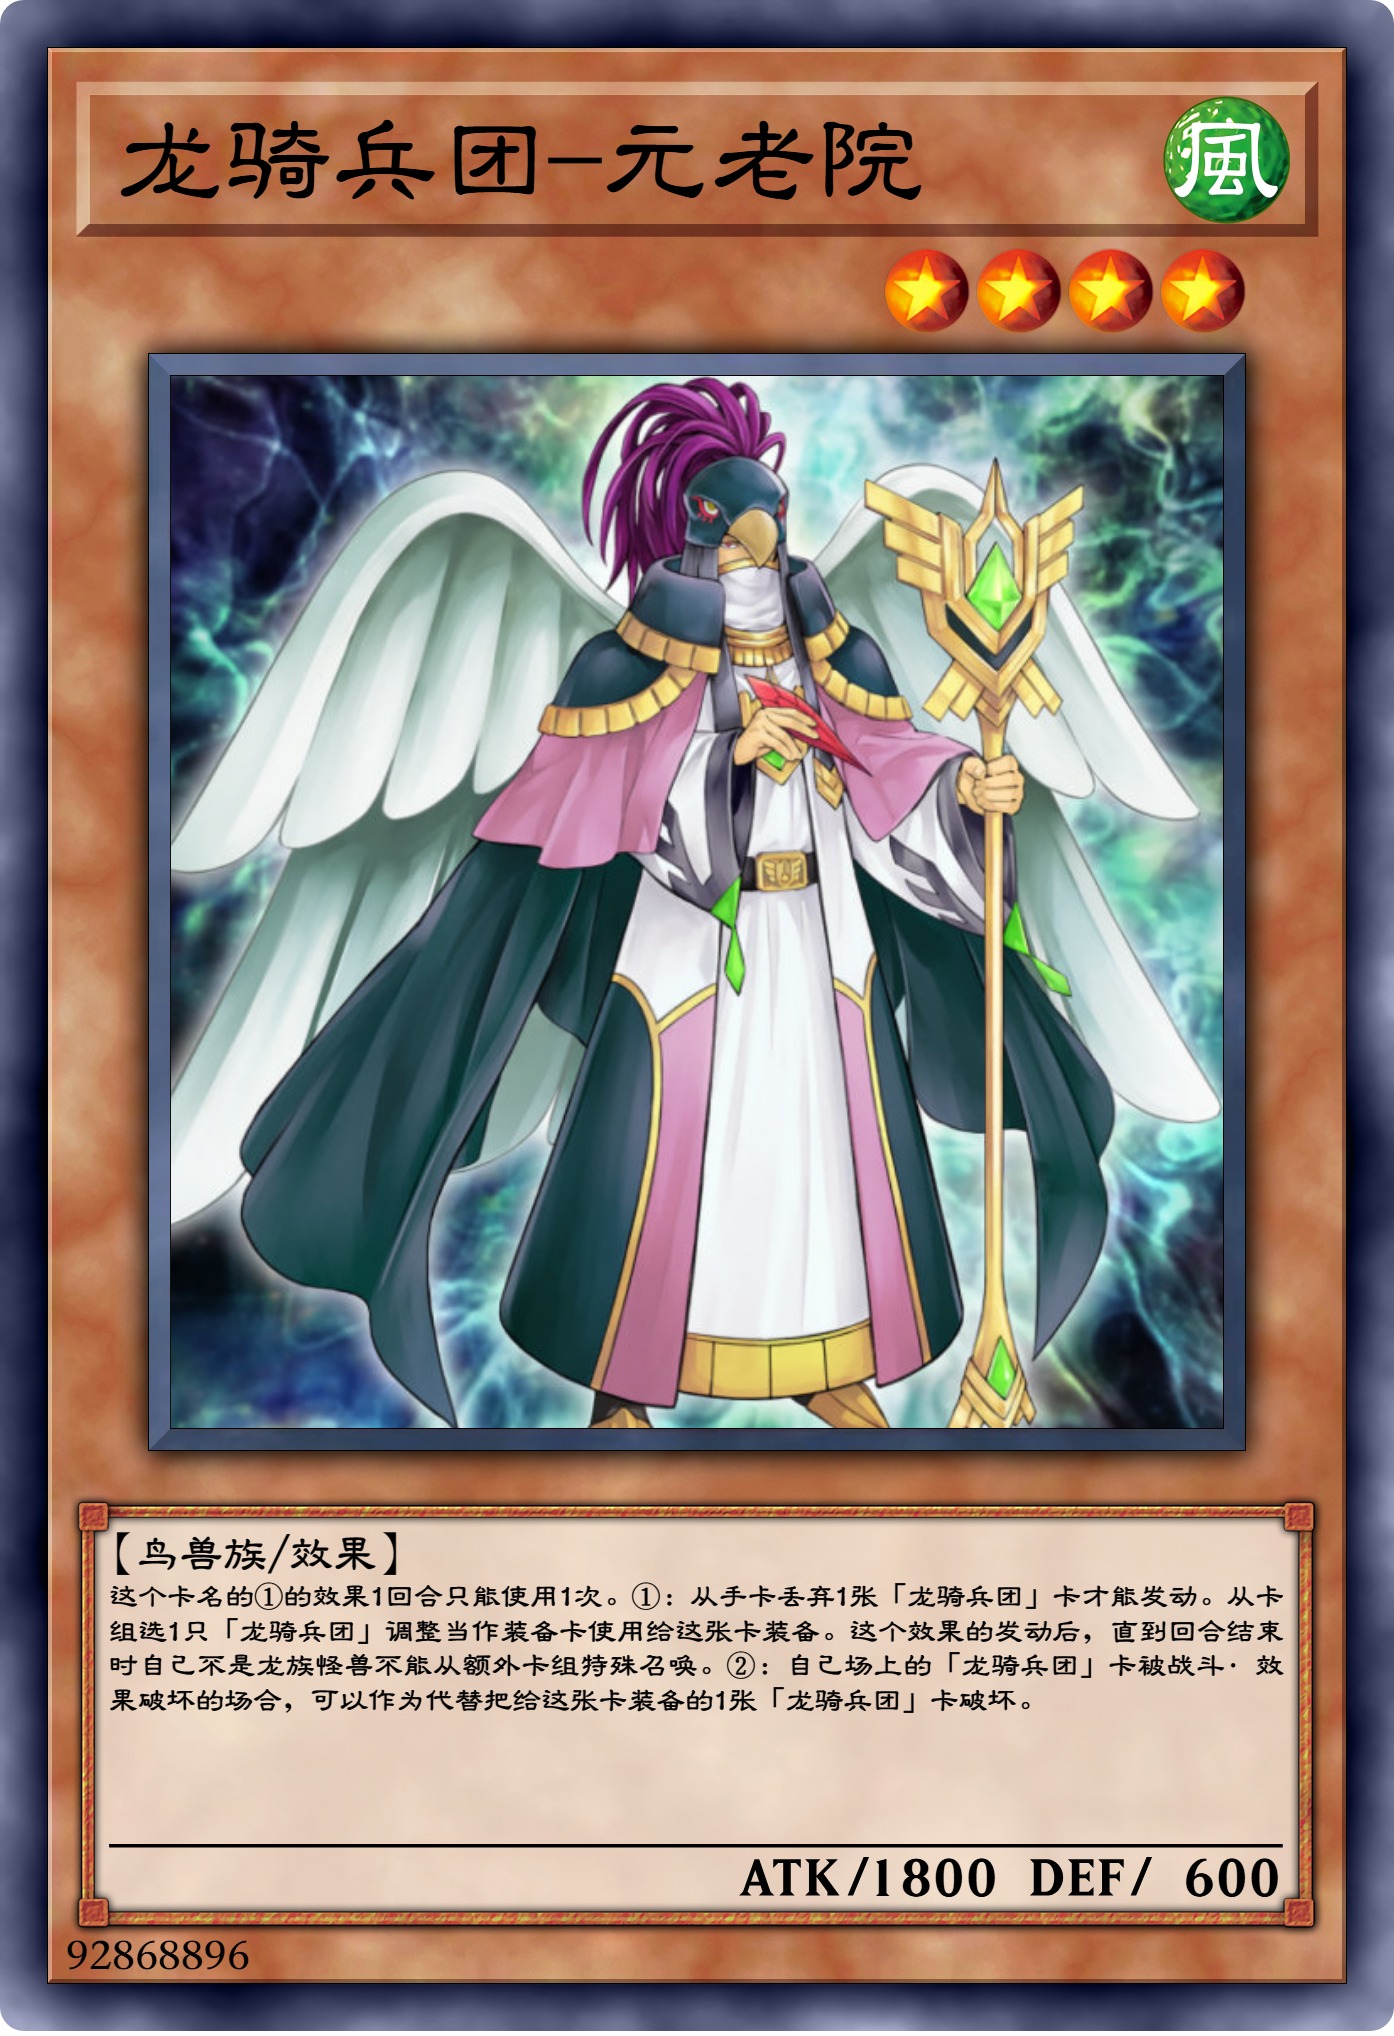 龙骑兵团-元老院
風
【鸟兽族/效果】
这个卡名的①的效果1回合只能使用1次。①：从手卡丢弃1张「龙骑兵团」卡才能发动。从卡
组选1只「龙骑兵团」调整当作装备卡使用给这张卡装备。这个效果的发动后，直到回合结束
时自己不是龙族怪兽不能从额外卡组特殊召唤。②：自己场上的「龙骑兵团」卡被战斗·效
果破坏的场合，可以作为代替把给这张卡装备的1张「龙骑兵团」卡破坏。
ATK/1800 DEF/ 600
92868896